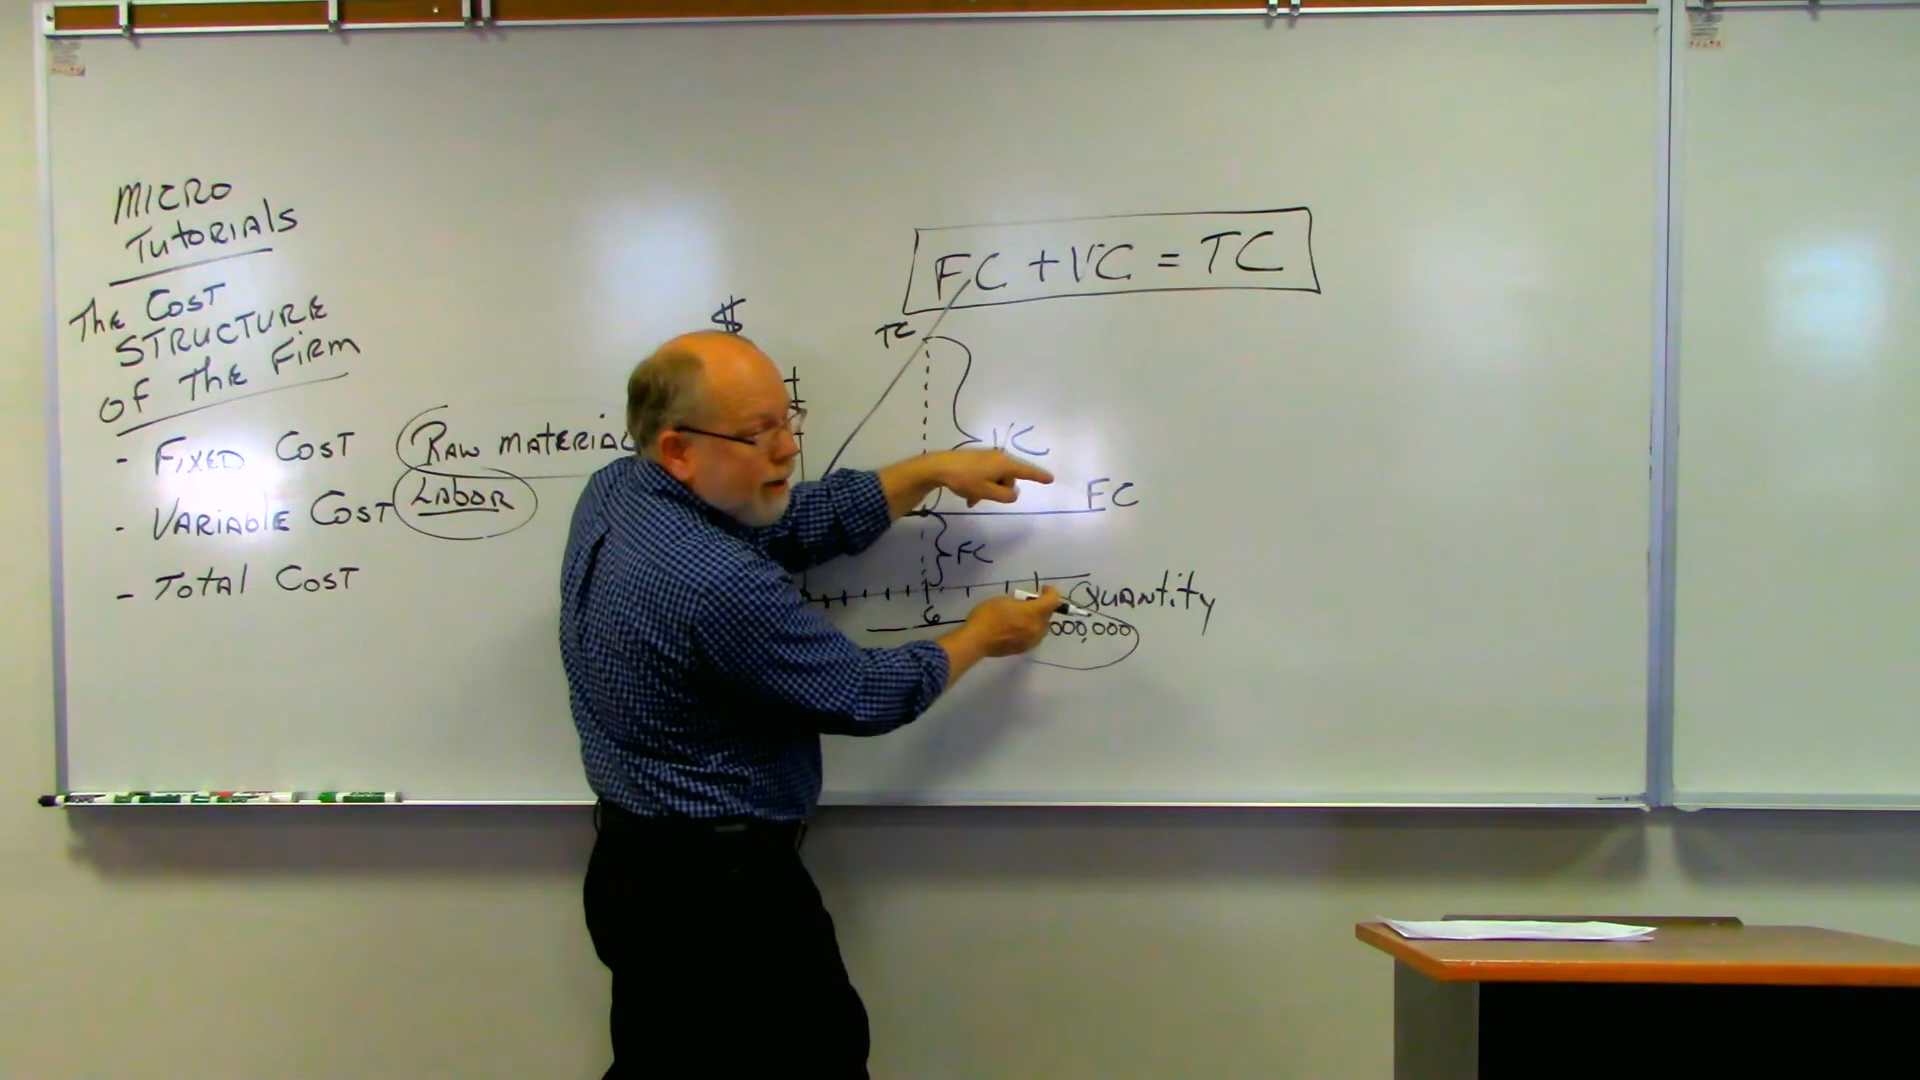 MICRO
TUTORIALS
THE COST
STRUCTURE
OF THE FIRM
- FIXED COST
RAW MATERIAL
- VARIABLE COST
LABOR
- TOTAL COST
FC + VC = TC
$
TC
VC
FC
FC
QUANTITY
6
000,000